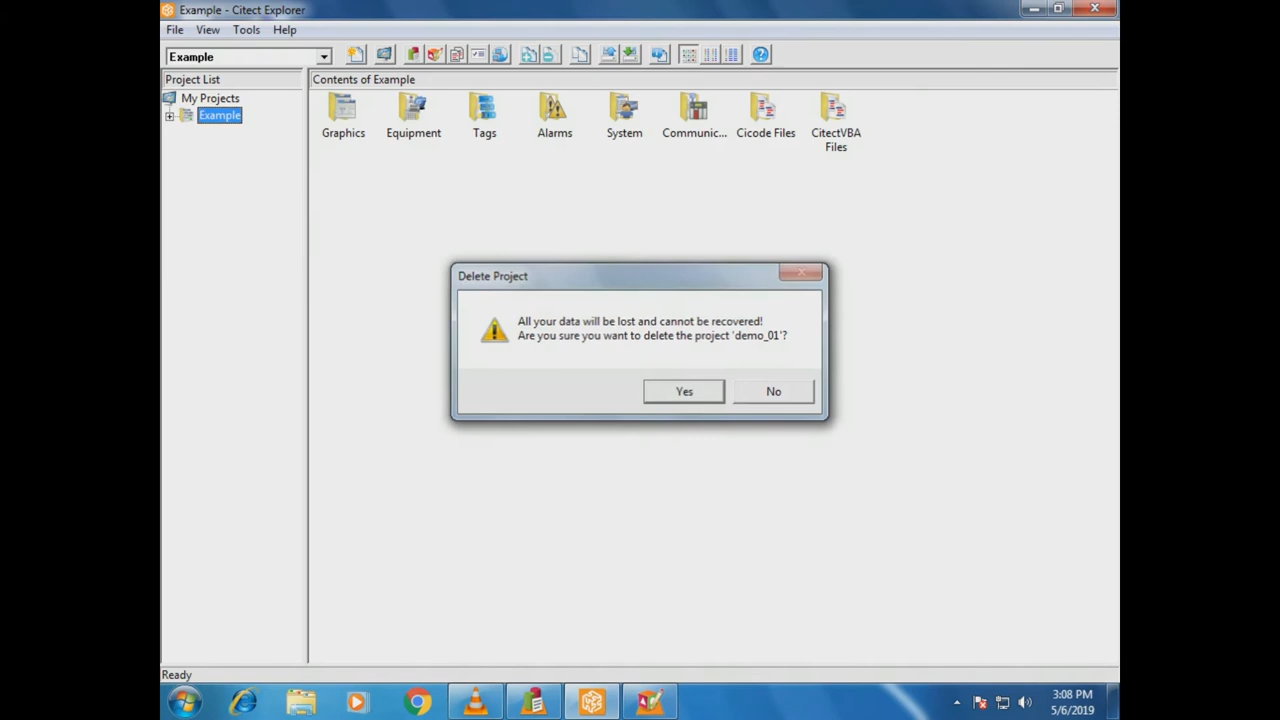 Example - Citect Explorer
File View Tools Help
Example
Project List
Contents of Example
My Projects
Example
Graphics Equipment Tags Alarms System Communic... Cicode Files CitectVBA
Files
Delete Project
All your data will be lost and cannot be recovered!
Are you sure you want to delete the project 'demo_01'?
Yes No
Ready
3:08 PM
5/6/2019